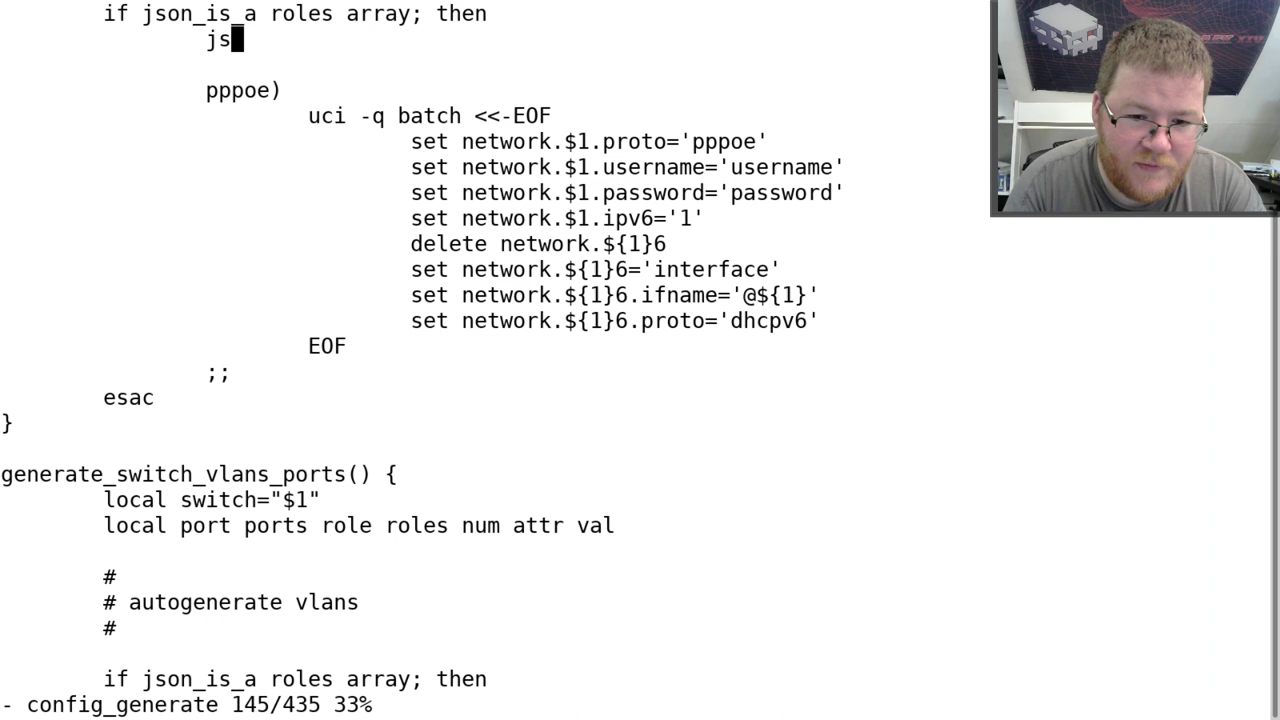 if json_is_a roles array; then
js
pppoe)
uci -q batch <<-EOF
set network.$1.proto='pppoe'
set network.$1.username='username'
set network.$1.password='password'
set network.$1.ipv6='1'
delete network.${1}6
set network.${1}6='interface'
set network.${1}6.ifname='@${1}'
set network.${1}6.proto='dhcpv6'
EOF
;;
esac
}
generate_switch_vlans_ports() {
local switch="$1"
local port ports role roles num attr val
#
# autogenerate vlans
#
if json_is_a roles array; then
- config_generate 145/435 33%